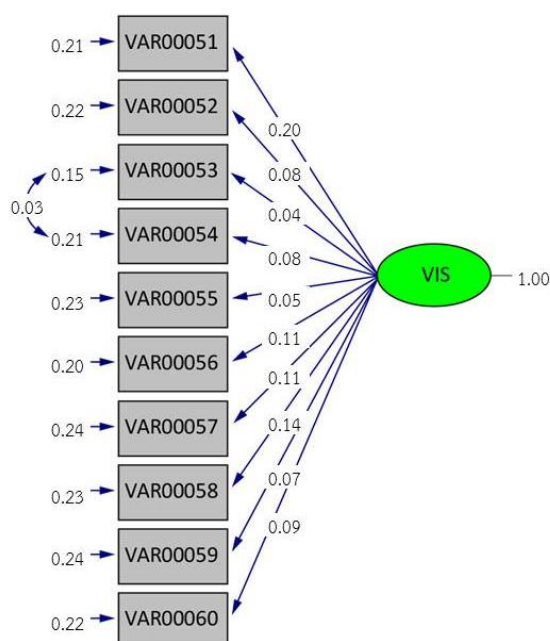 0.21 VAR00051
0.20
0.22 VAR00052
0.08
0.15 VAR00053
0.03
0.04
0.21 VAR00054
0.08
VIS 1.00
0.23 VAR00055
0.05
0.11
0.20 VAR00056
0.11
0.24 VAR00057
0.14
0.23 VAR00058
0.07
0.09
0.24 VAR00059
0.22 VAR00060